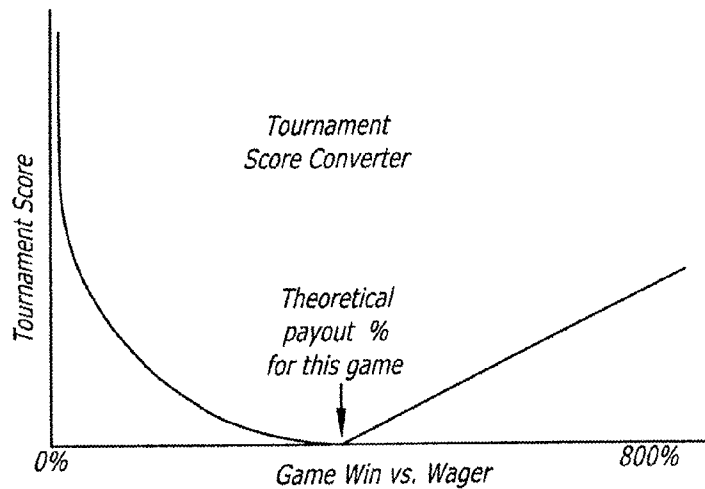 Tournament
Score Converter
Tournament Score
Theoretical
payout %
for this game
0%
800%
Game Win vs. Wager